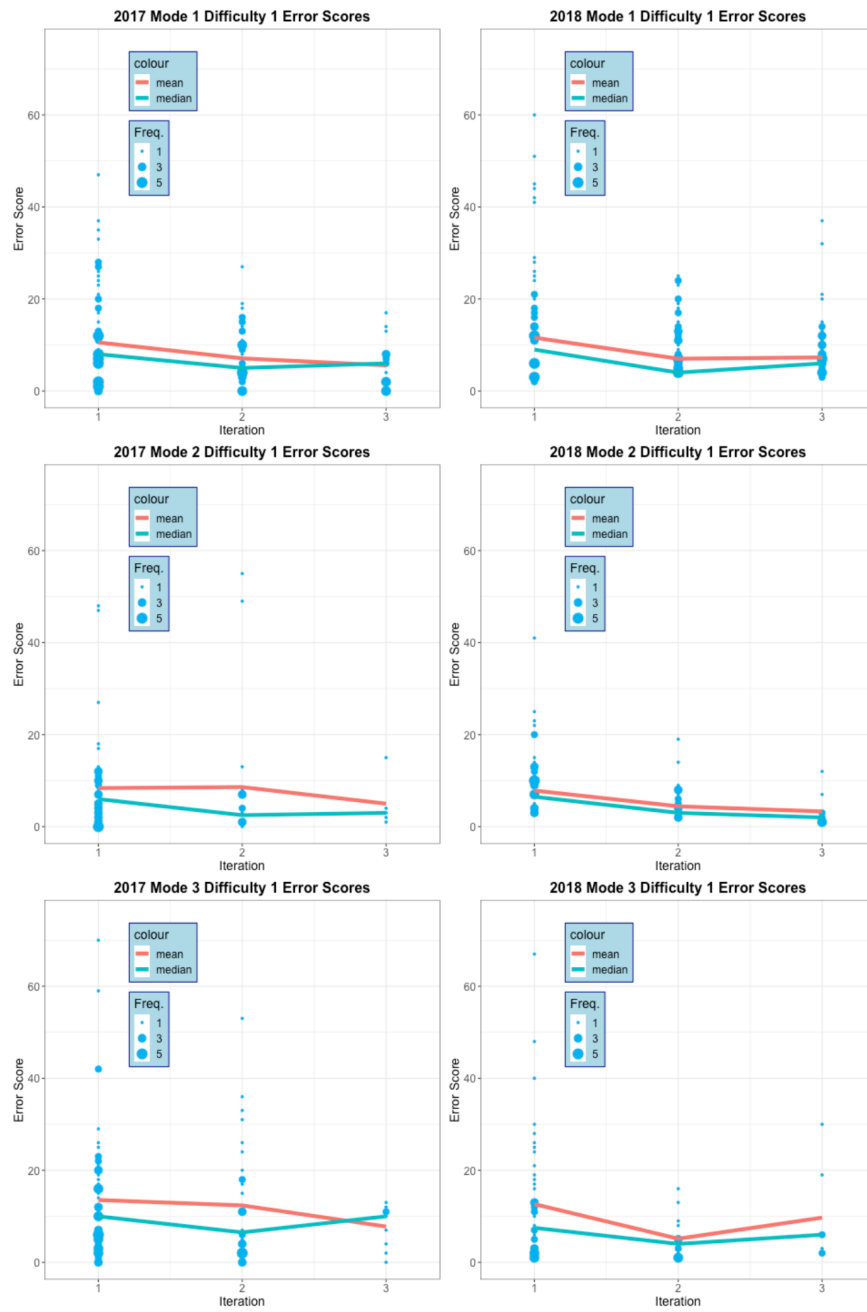 2017 Mode 1 Difficulty 1 Error Scores
colour
mean
median
Freq.
1
3
5
60
40
20
0
Error Score
1
2
3
Iteration
2018 Mode 1 Difficulty 1 Error Scores
colour
mean
median
Freq.
1
3
5
60
40
20
0
Error Score
1
2
3
Iteration
2017 Mode 2 Difficulty 1 Error Scores
colour
mean
median
Freq.
1
3
5
60
40
20
0
Error Score
1
2
3
Iteration
2018 Mode 2 Difficulty 1 Error Scores
colour
mean
median
Freq.
1
3
5
60
40
20
0
Error Score
1
2
3
Iteration
2017 Mode 3 Difficulty 1 Error Scores
colour
mean
median
Freq.
1
3
5
60
40
20
0
Error Score
1
2
3
Iteration
2018 Mode 3 Difficulty 1 Error Scores
colour
mean
median
Freq.
1
3
5
60
40
20
0
Error Score
1
2
3
Iteration